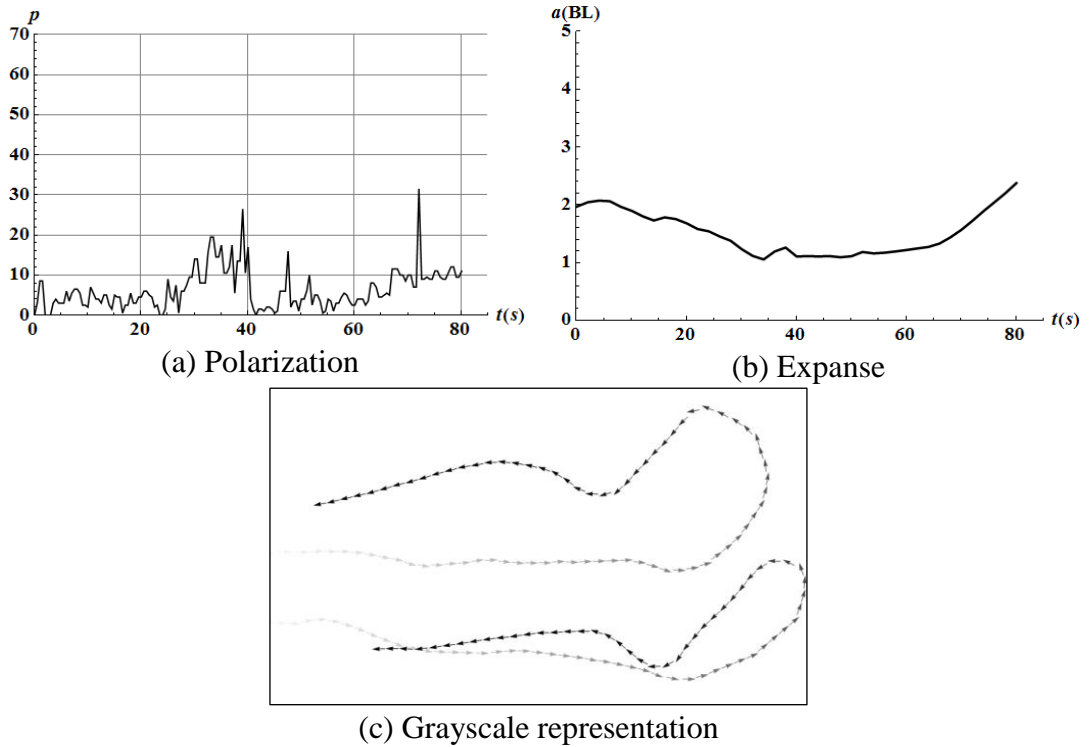 p
70
60
50
40
30
20
10
0
0 20 40 60 80 t(s)
(a) Polarization
a(BL)
5
4
3
2
1
0
0 20 40 60 80 t(s)
(b) Expanse
(c) Grayscale representation